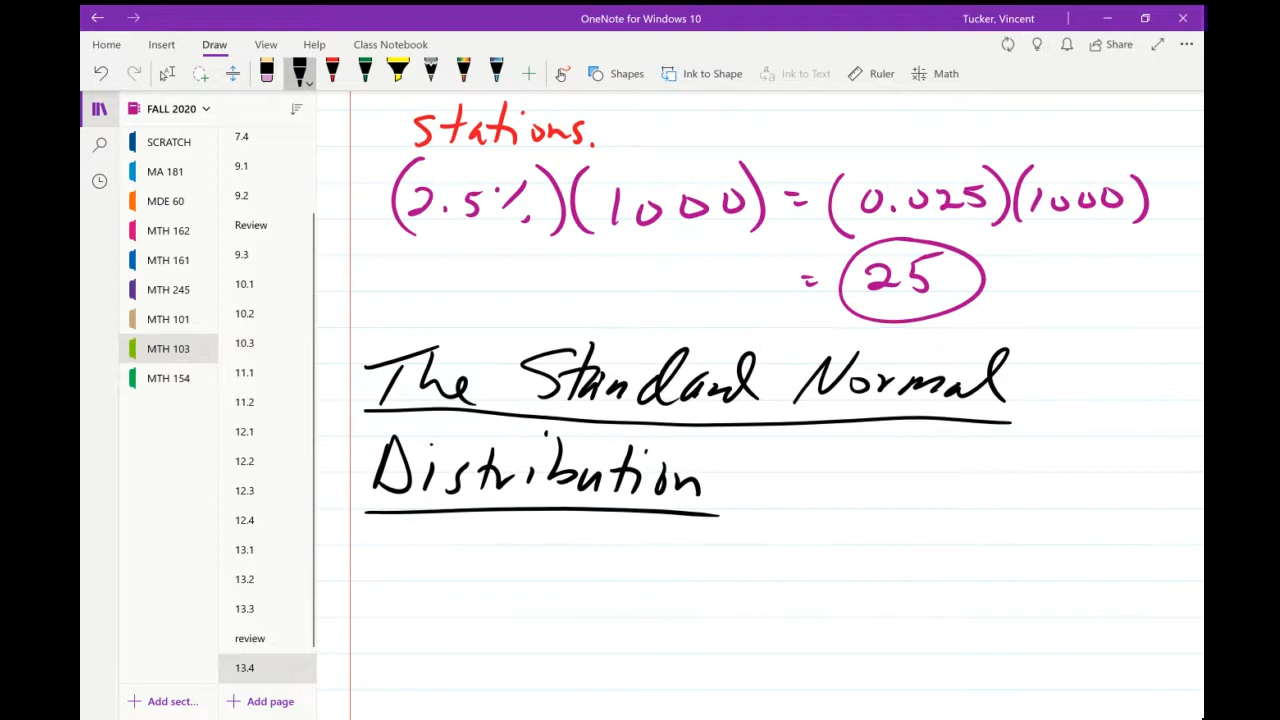 OneNote for Windows 10
Tucker, Vincent
Home Insert Draw View Help Class Notebook
Share
Shapes Ink to Shape Ink to Text Ruler Math
FALL 2020
SCRATCH
MA 181
MDE 60
MTH 162
MTH 161
MTH 245
MTH 101
MTH 103
MTH 154
Add sect...
7.4
9.1
9.2
Review
9.3
10.1
10.2
10.3
11.1
11.2
12.1
12.2
12.3
12.4
13.1
13.2
13.3
review
13.4
Add page
stations.
(2.5%)(1000) = (0.025)(1000)
= 25
The Standard Normal
Distribution